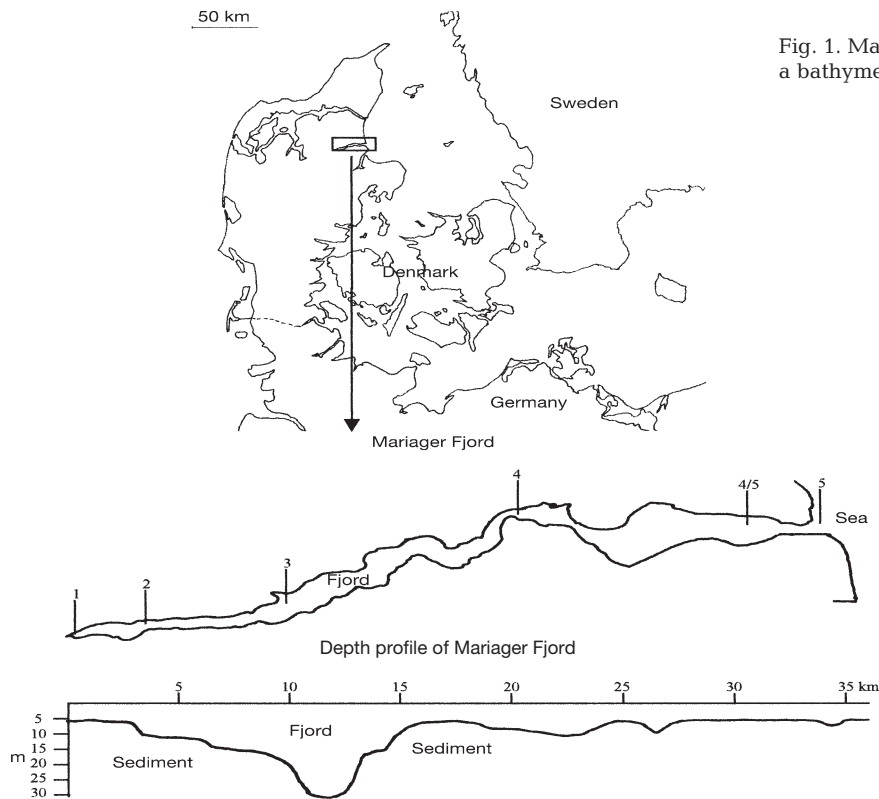 50 km
Fig. 1. Ma
a bathyme
Sweden
Denmark
Germany
Mariager Fjord
4
4/5
5
Sea
3
Fjord
2
1
Depth profile of Mariager Fjord
5 10 15 20 25 30 35 km
5
10
15
20
25
30
m
Fjord
Sediment
Sediment